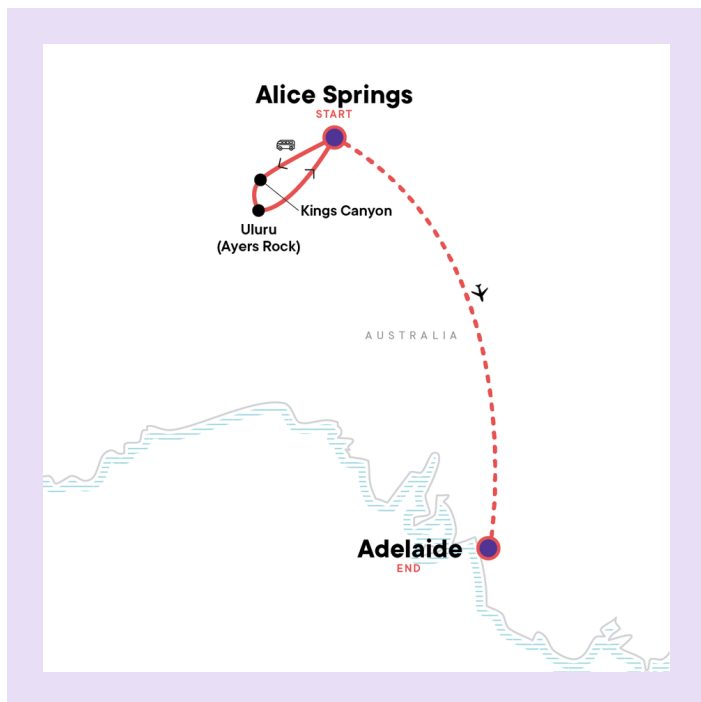 Alice Springs
START
Kings Canyon
Uluru
(Ayers Rock)
AUSTRALIA
Adelaide
END